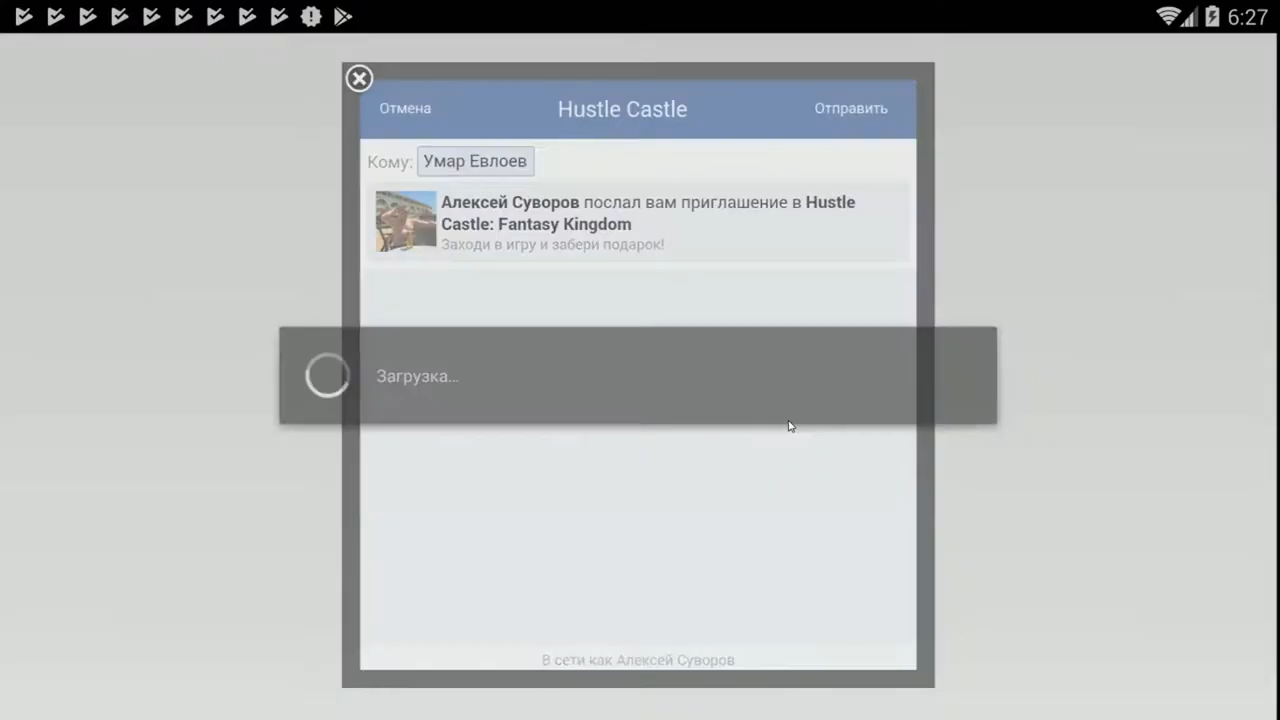 6:27
Отмена
Hustle Castle
Отправить
Кому: Умар Евлоев
Алексей Суворов послал вам приглашение в Hustle
Castle: Fantasy Kingdom
Заходи в игру и забери подарок!
Загрузка...
В сети как Алексей Суворов